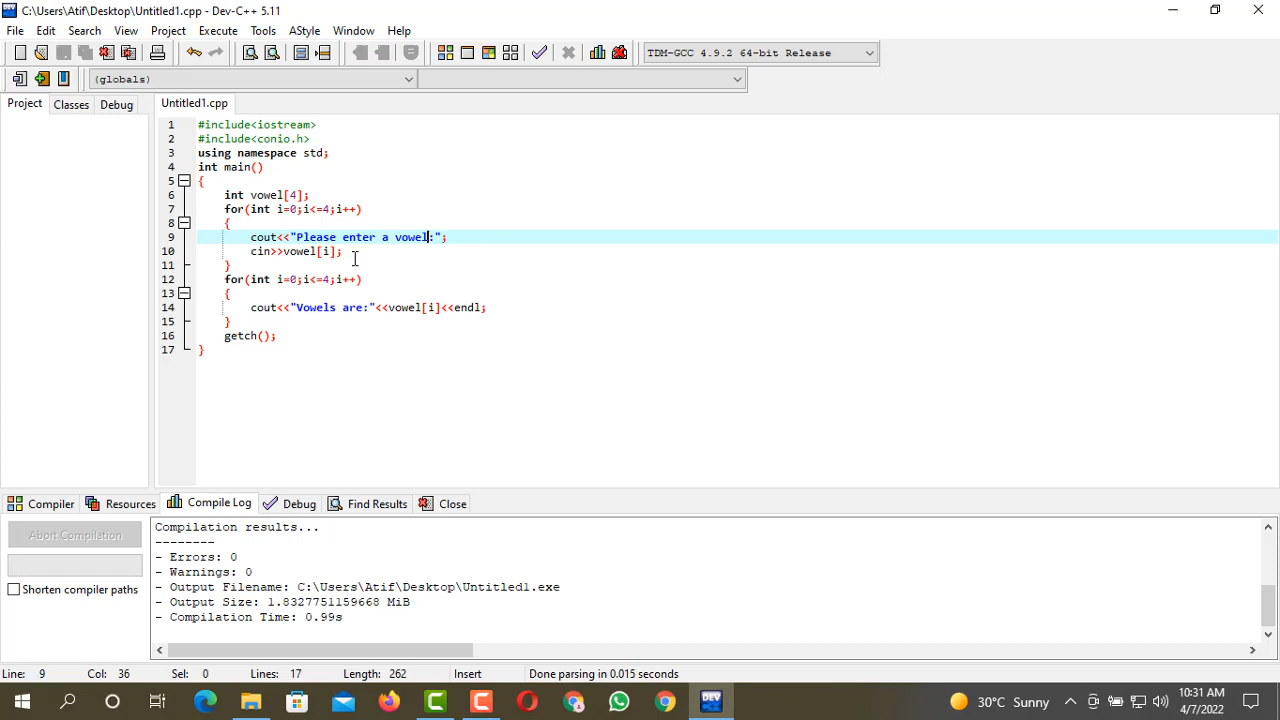 C:\Users\Atif\Desktop\Untitled1.cpp - Dev-C++ 5.11
File Edit Search View Project Execute Tools AStyle Window Help
TDM-GCC 4.9.2 64-bit Release
(globals)
Project Classes Debug Untitled1.cpp
1 #include<iostream>
2 #include<conio.h>
3 using namespace std;
4 int main()
5 {
6 int vowel[4];
7 for(int i=0;i<=4;i++)
8 {
9 cout<<"Please enter a vowel:";
10 cin>>vowel[i];
11 }
12 for(int i=0;i<=4;i++)
13 {
14 cout<<"Vowels are:"<<vowel[i]<<endl;
15 }
16 getch();
17 }
Compiler Resources Compile Log Debug Find Results Close
Abort Compilation
Shorten compiler paths
Compilation results...
--------
- Errors: 0
- Warnings: 0
- Output Filename: C:\Users\Atif\Desktop\Untitled1.exe
- Output Size: 1.8327751159668 MiB
- Compilation Time: 0.99s
Line: 9 Col: 36 Sel: 0 Lines: 17 Length: 262 Insert Done parsing in 0.015 seconds
DEV
30°C Sunny
10:31 AM
4/7/2022